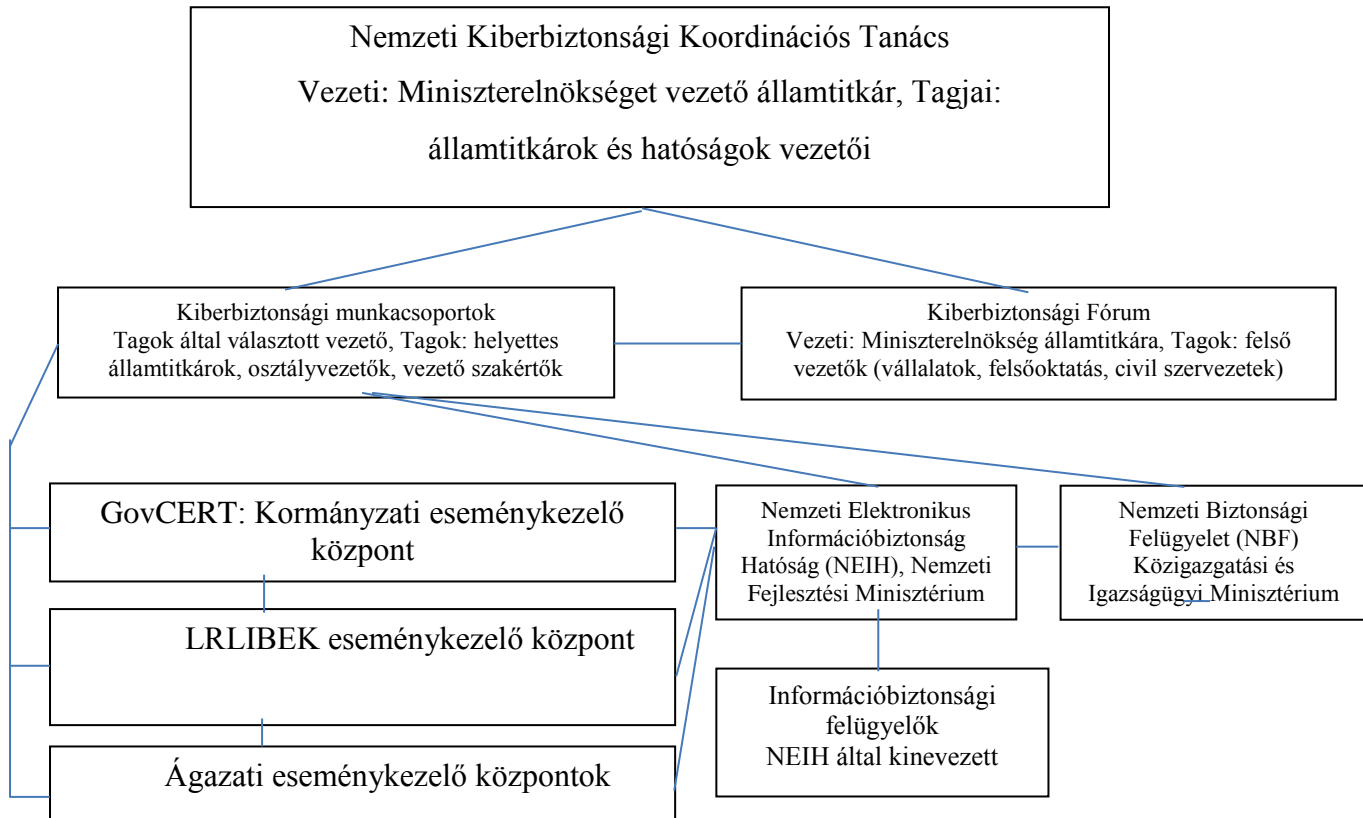 Nemzeti Kiberbiztonsági Koordinációs Tanács
Vezeti: Miniszterelnökséget vezető államtitkár, Tagjai:
államtitkárok és hatóságok vezetői
Kiberbiztonsági munkacsoportok
Tagok által választott vezető, Tagok: helyettes
államtitkárok, osztályvezetők, vezető szakértők
Kiberbiztonsági Fórum
Vezeti: Miniszterelnökség államtitkára, Tagok: felső
vezetők (vállalatok, felsőoktatás, civil szervezetek)
GovCERT: Kormányzati eseménykezelő
központ
LRLIBEK eseménykezelő központ
Ágazati eseménykezelő központok
Nemzeti Elektronikus
Információbiztonság
Hatóság (NEIH), Nemzeti
Fejlesztési Minisztérium
Nemzeti Biztonsági
Felügyelet (NBF)
Közigazgatási és
Igazságügyi Minisztérium
Információbiztonsági
felügyelők
NEIH által kinevezett